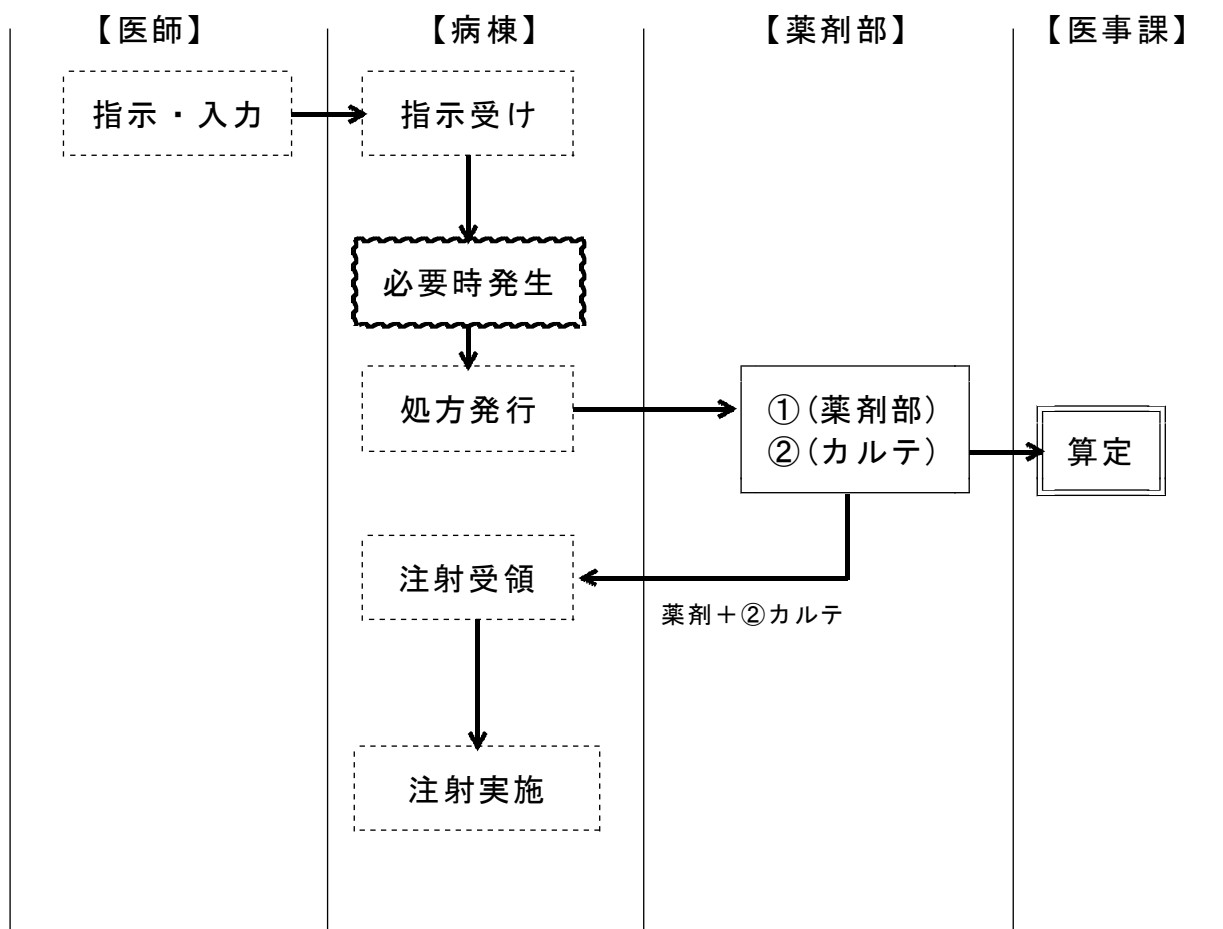 【医師】
【病棟】
【薬剤部】
【医事課】
指示・入力
指示受け
必要時発生
処方発行
①(薬剤部)
②(カルテ)
算定
注射受領
薬剤＋②カルテ
注射実施